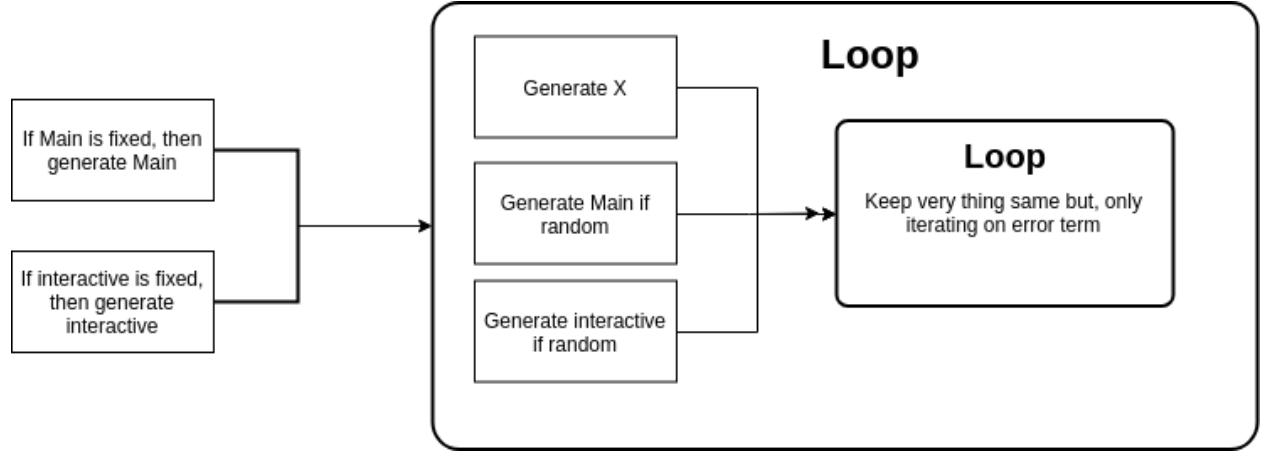 If Main is fixed, then
generate Main
If interactive is fixed,
then generate
interactive
Loop
Generate X
Generate Main if
random
Generate interactive
if random
Loop
Keep very thing same but, only
iterating on error term